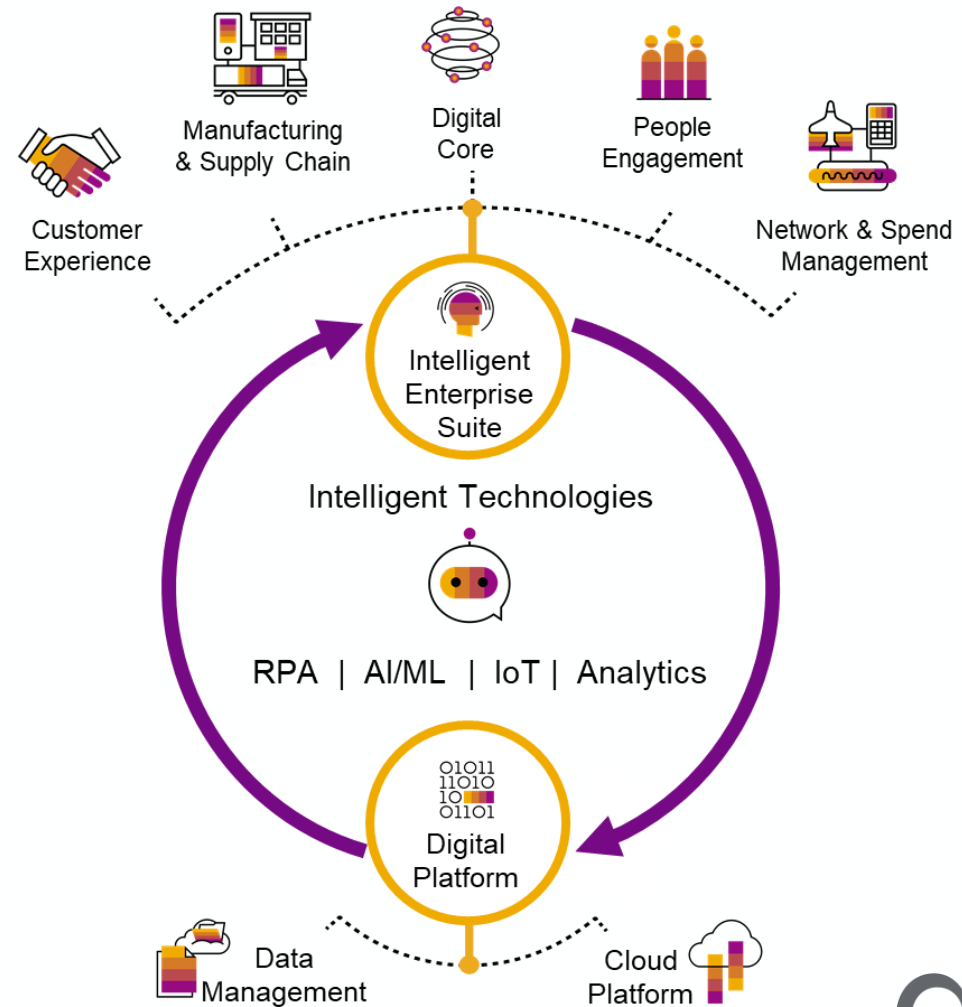 Digital
Core
People
Engagement
Manufacturing
& Supply Chain
Customer
Experience
Network & Spend
Management
Intelligent
Enterprise
Suite
Intelligent Technologies
RPA | AI/ML | IoT | Analytics
01011
11010
10
01101
Digital
Platform
Data
Management
Cloud
Platform